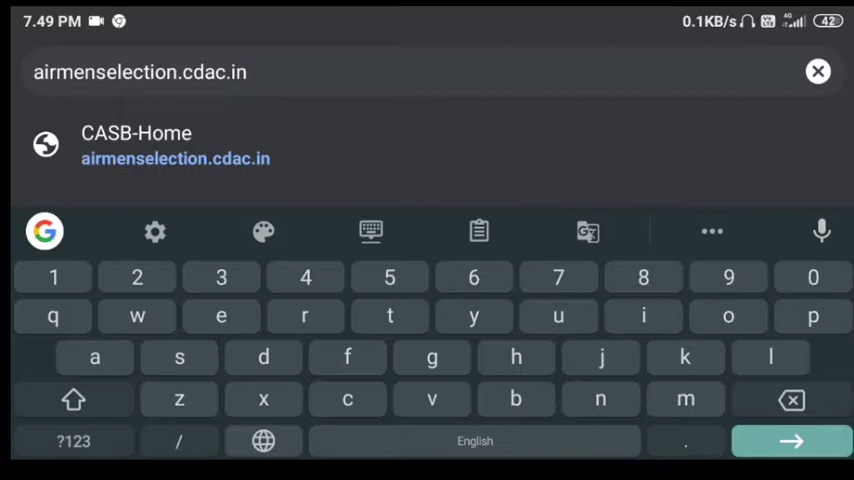 7.49 PM 0.1KB/s 4G 42
airmenselection.cdac.in
CASB-Home
airmenselection.cdac.in
G
1 2 3 4 5 6 7 8 9 0
q w e r t y u i o p
a s d f g h j k l
z x c v b n m
?123 / English .